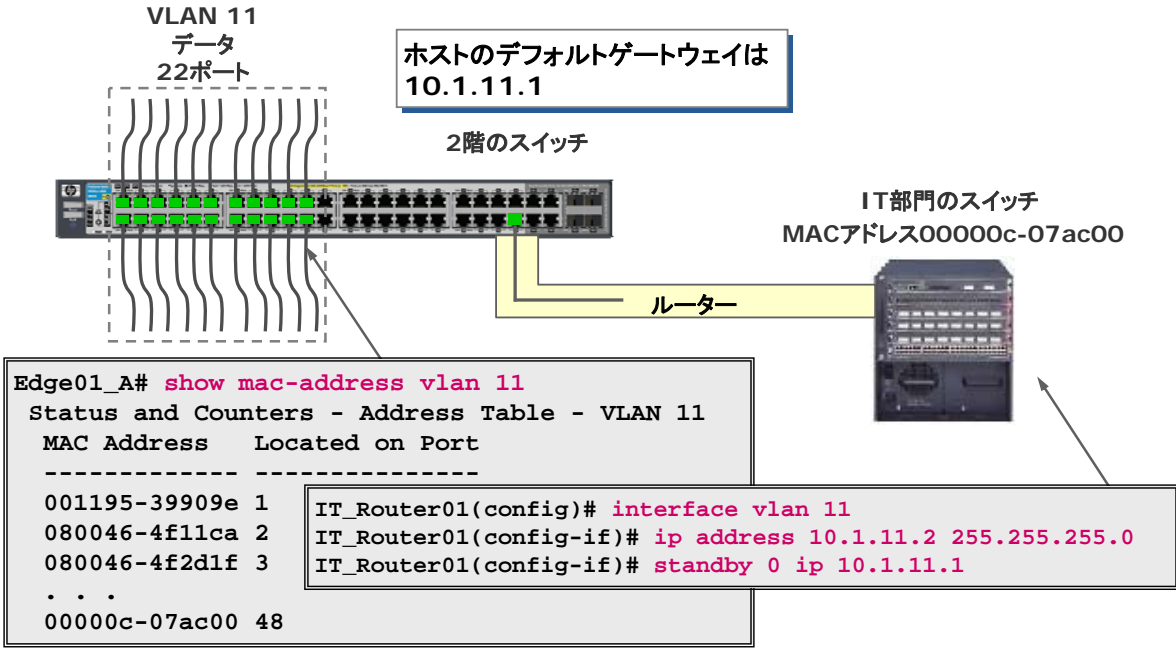 VLAN 11
データ
22ポート
ホストのデフォルトゲートウェイは
10.1.11.1
2階のスイッチ
IT部門のスイッチ
MACアドレス00000c-07ac00
ルーター
Edge01_A# show mac-address vlan 11
Status and Counters - Address Table - VLAN 11
MAC Address Located on Port
------------- ---------------
001195-39909e 1
080046-4f11ca 2
080046-4f2d1f 3
. . .
00000c-07ac00 48
IT_Router01(config)# interface vlan 11
IT_Router01(config-if)# ip address 10.1.11.2 255.255.255.0
IT_Router01(config-if)# standby 0 ip 10.1.11.1